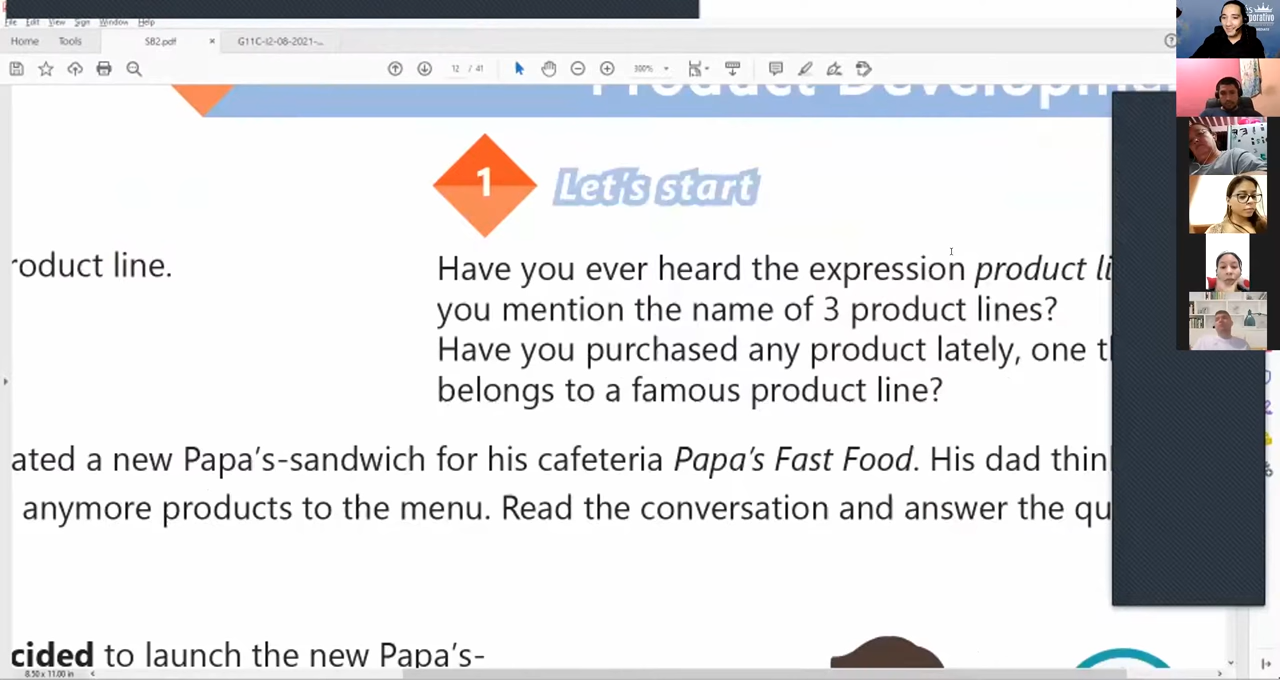 File Edit View Sign Window Help
Home Tools SB2.pdf × G11C-I2-08-2021-...
12 / 41 300%
Product Developm
1 Let's start
roduct line.
Have you ever heard the expression product li
you mention the name of 3 product lines?
Have you purchased any product lately, one t
belongs to a famous product line?
ated a new Papa's-sandwich for his cafeteria Papa's Fast Food. His dad thin
anymore products to the menu. Read the conversation and answer the qu
cided to launch the new Papa's-
8.50 x 11.00 in